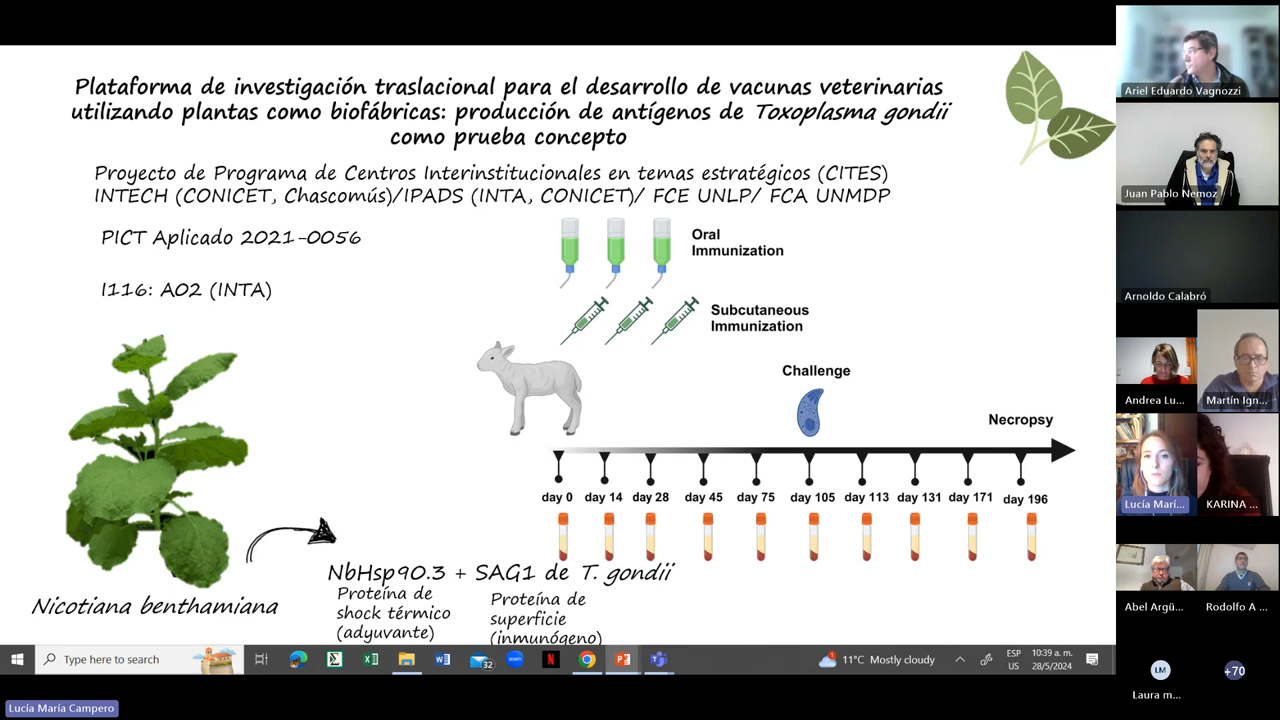 Plataforma de investigación traslacional para el desarrollo de vacunas veterinarias
utilizando plantas como biofábricas: producción de antígenos de Toxoplasma gondii
como prueba concepto
Proyecto de Programa de Centros Interinstitucionales en temas estratégicos (CITES)
INTECH (CONICET, Chascomús)/IPADS (INTA, CONICET)/ FCE UNLP/ FCA UNMDP
PICT Aplicado 2021-0056
I116: A02 (INTA)
Oral
Immunization
Subcutaneous
Immunization
Challenge
Necropsy
day 0 day 14 day 28 day 45 day 75 day 105 day 113 day 131 day 171 day 196
Nicotiana benthamiana
NbHsp90.3 + SAG1 de T. gondii
Proteína de
shock térmico
(adyuvante)
Proteína de
superficie
(inmunógeno)
Type here to search
32
11°C Mostly cloudy
ESP
US
10:39 a. m.
28/5/2024
Lucía María Campero
Ariel Eduardo Vagnozzi
Juan Pablo Nemoz
Arnoldo Calabró
Andrea Lu...
Martín Ign...
Lucía Marí...
KARINA ...
Abel Argü...
Rodolfo A ...
LM
+70
Laura m...